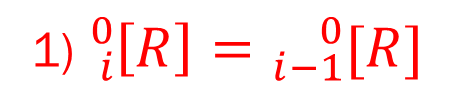 1) ⁰ᵢ[R] = ⁰ᵢ₋₁[R]